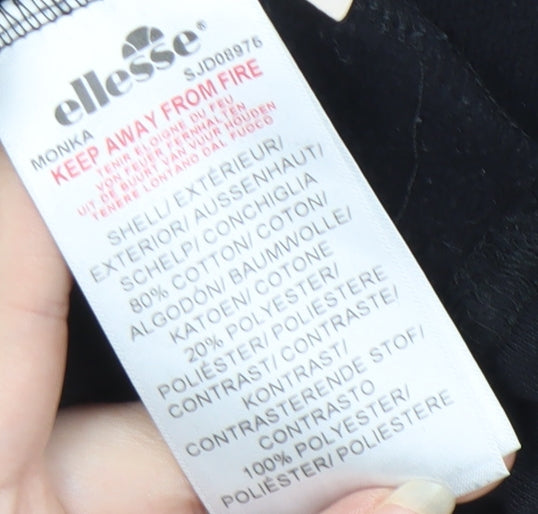 ellesse®
SJD08976
MONKA
KEEP AWAY FROM FIRE
TENIR ELOIGNE DU FEU
VON FEUER FERNHALTEN
UIT DE BUURT VAN VUUR HOUDEN
TENERE LONTANO DAL FUOCO
SHELL/ EXTÉRIEUR/
EXTERIOR/ AUSSENHAUT/
SCHELP/ CONCHIGLIA
80% COTTON/ COTON/
ALGODÓN/ BAUMWOLLE/
KATOEN/ COTONE
20% POLYESTER/
POLIÉSTER/ POLIESTERE
CONTRAST/ CONTRASTE/
KONTRAST/
CONTRASTERENDE STOF/
CONTRASTO
100% POLYESTER/
POLIÉSTER/ POLIESTERE